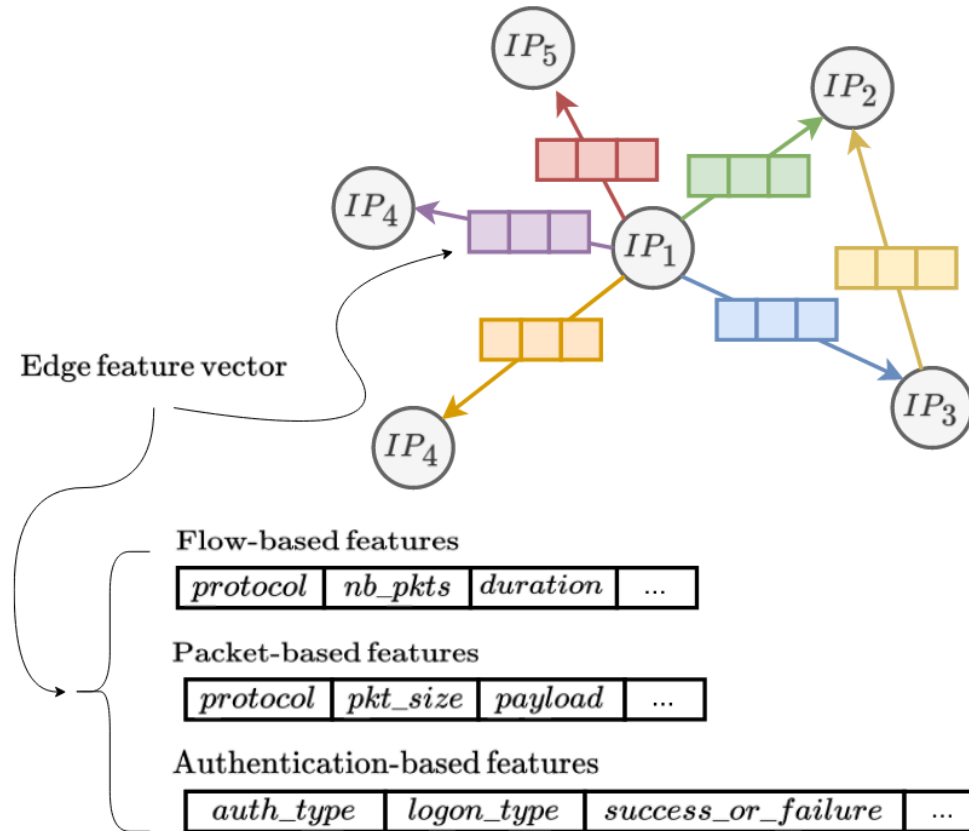 IP₅
IP₂
IP₄
IP₁
IP₃
IP₄
Edge feature vector
Flow-based features
protocol nb_pkts duration ...
Packet-based features
protocol pkt_size payload ...
Authentication-based features
auth_type logon_type success_or_failure ...